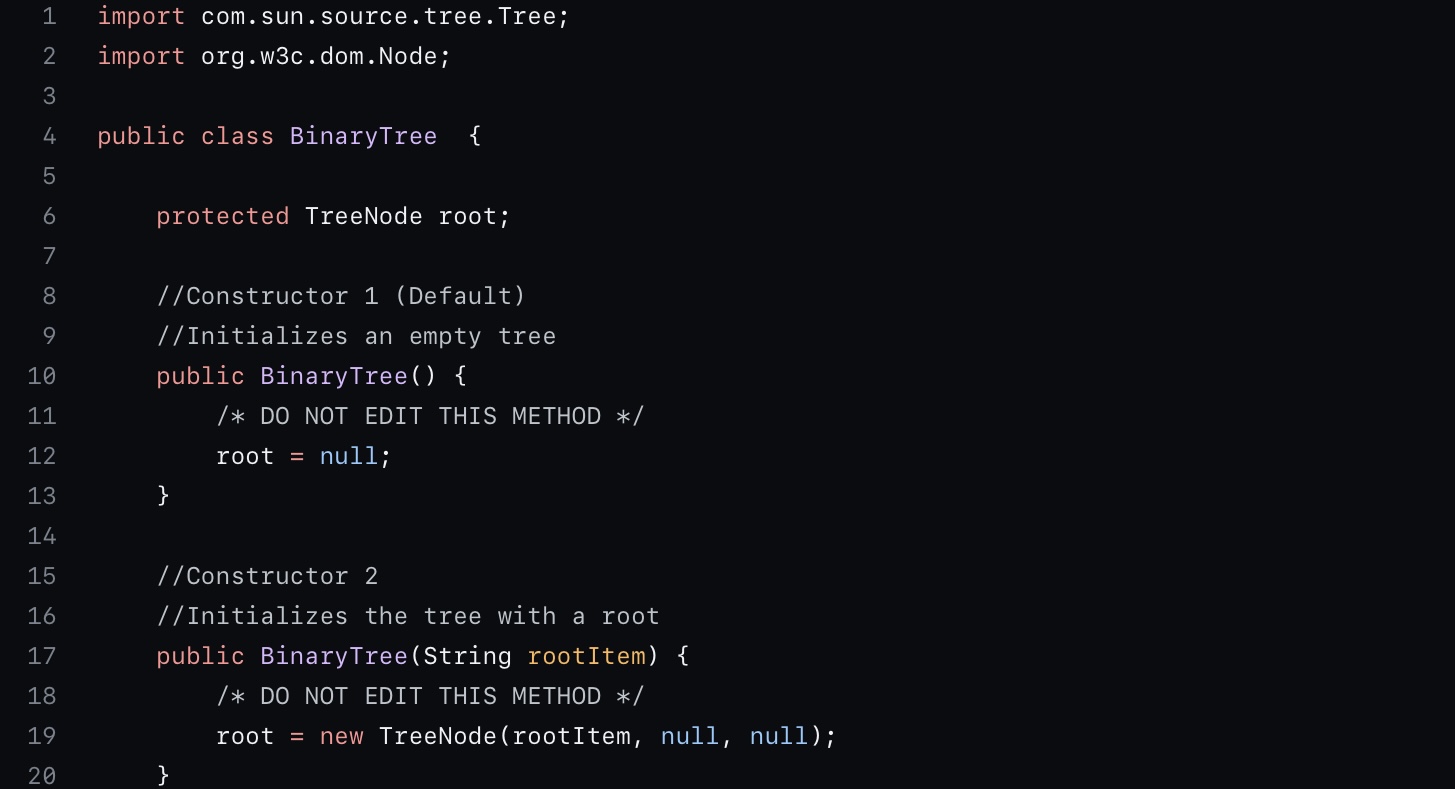 1 import com.sun.source.tree.Tree;
2 import org.w3c.dom.Node;
3
4 public class BinaryTree  {
5
6     protected TreeNode root;
7
8     //Constructor 1 (Default)
9     //Initializes an empty tree
10     public BinaryTree() {
11         /* DO NOT EDIT THIS METHOD */
12         root = null;
13     }
14
15     //Constructor 2
16     //Initializes the tree with a root
17     public BinaryTree(String rootItem) {
18         /* DO NOT EDIT THIS METHOD */
19         root = new TreeNode(rootItem, null, null);
20     }